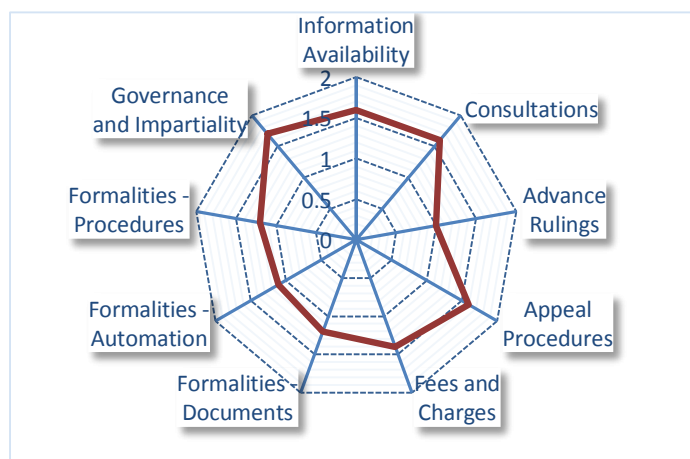 Information
Availability
Consultations
Advance
Rulings
Appeal
Procedures
Fees and
Charges
Formalities -
Documents
Formalities -
Automation
Formalities -
Procedures
Governance
and Impartiality
2
1.5
1
0.5
0